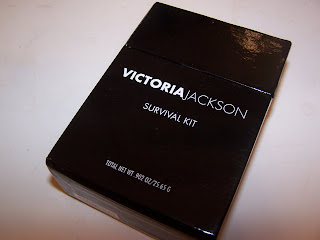 VICTORIAJACKSON
SURVIVAL KIT
TOTAL NET WT. .902 OZ/25.65 G